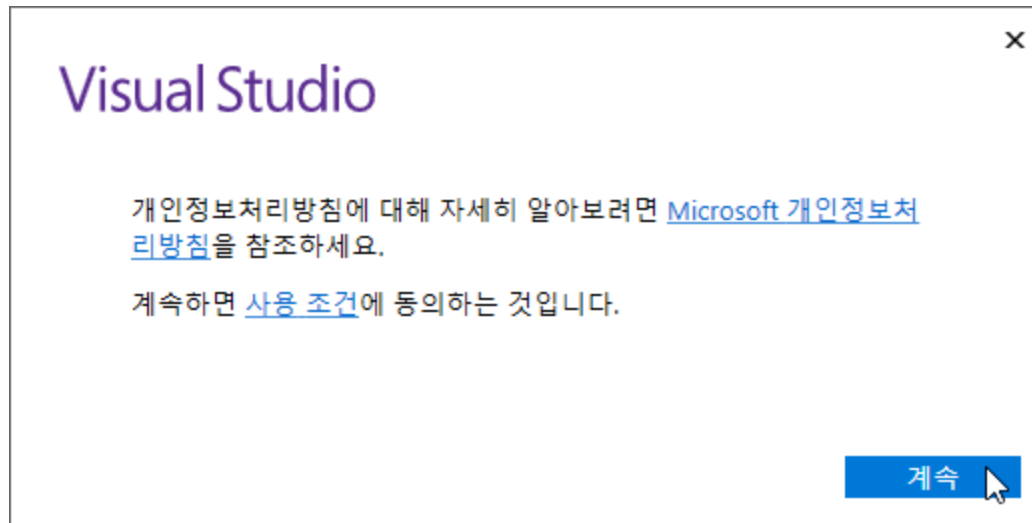 Visual Studio
개인정보처리방침에 대해 자세히 알아보려면 Microsoft 개인정보처
리방침을 참조하세요.
계속하면 사용 조건에 동의하는 것입니다.
계속